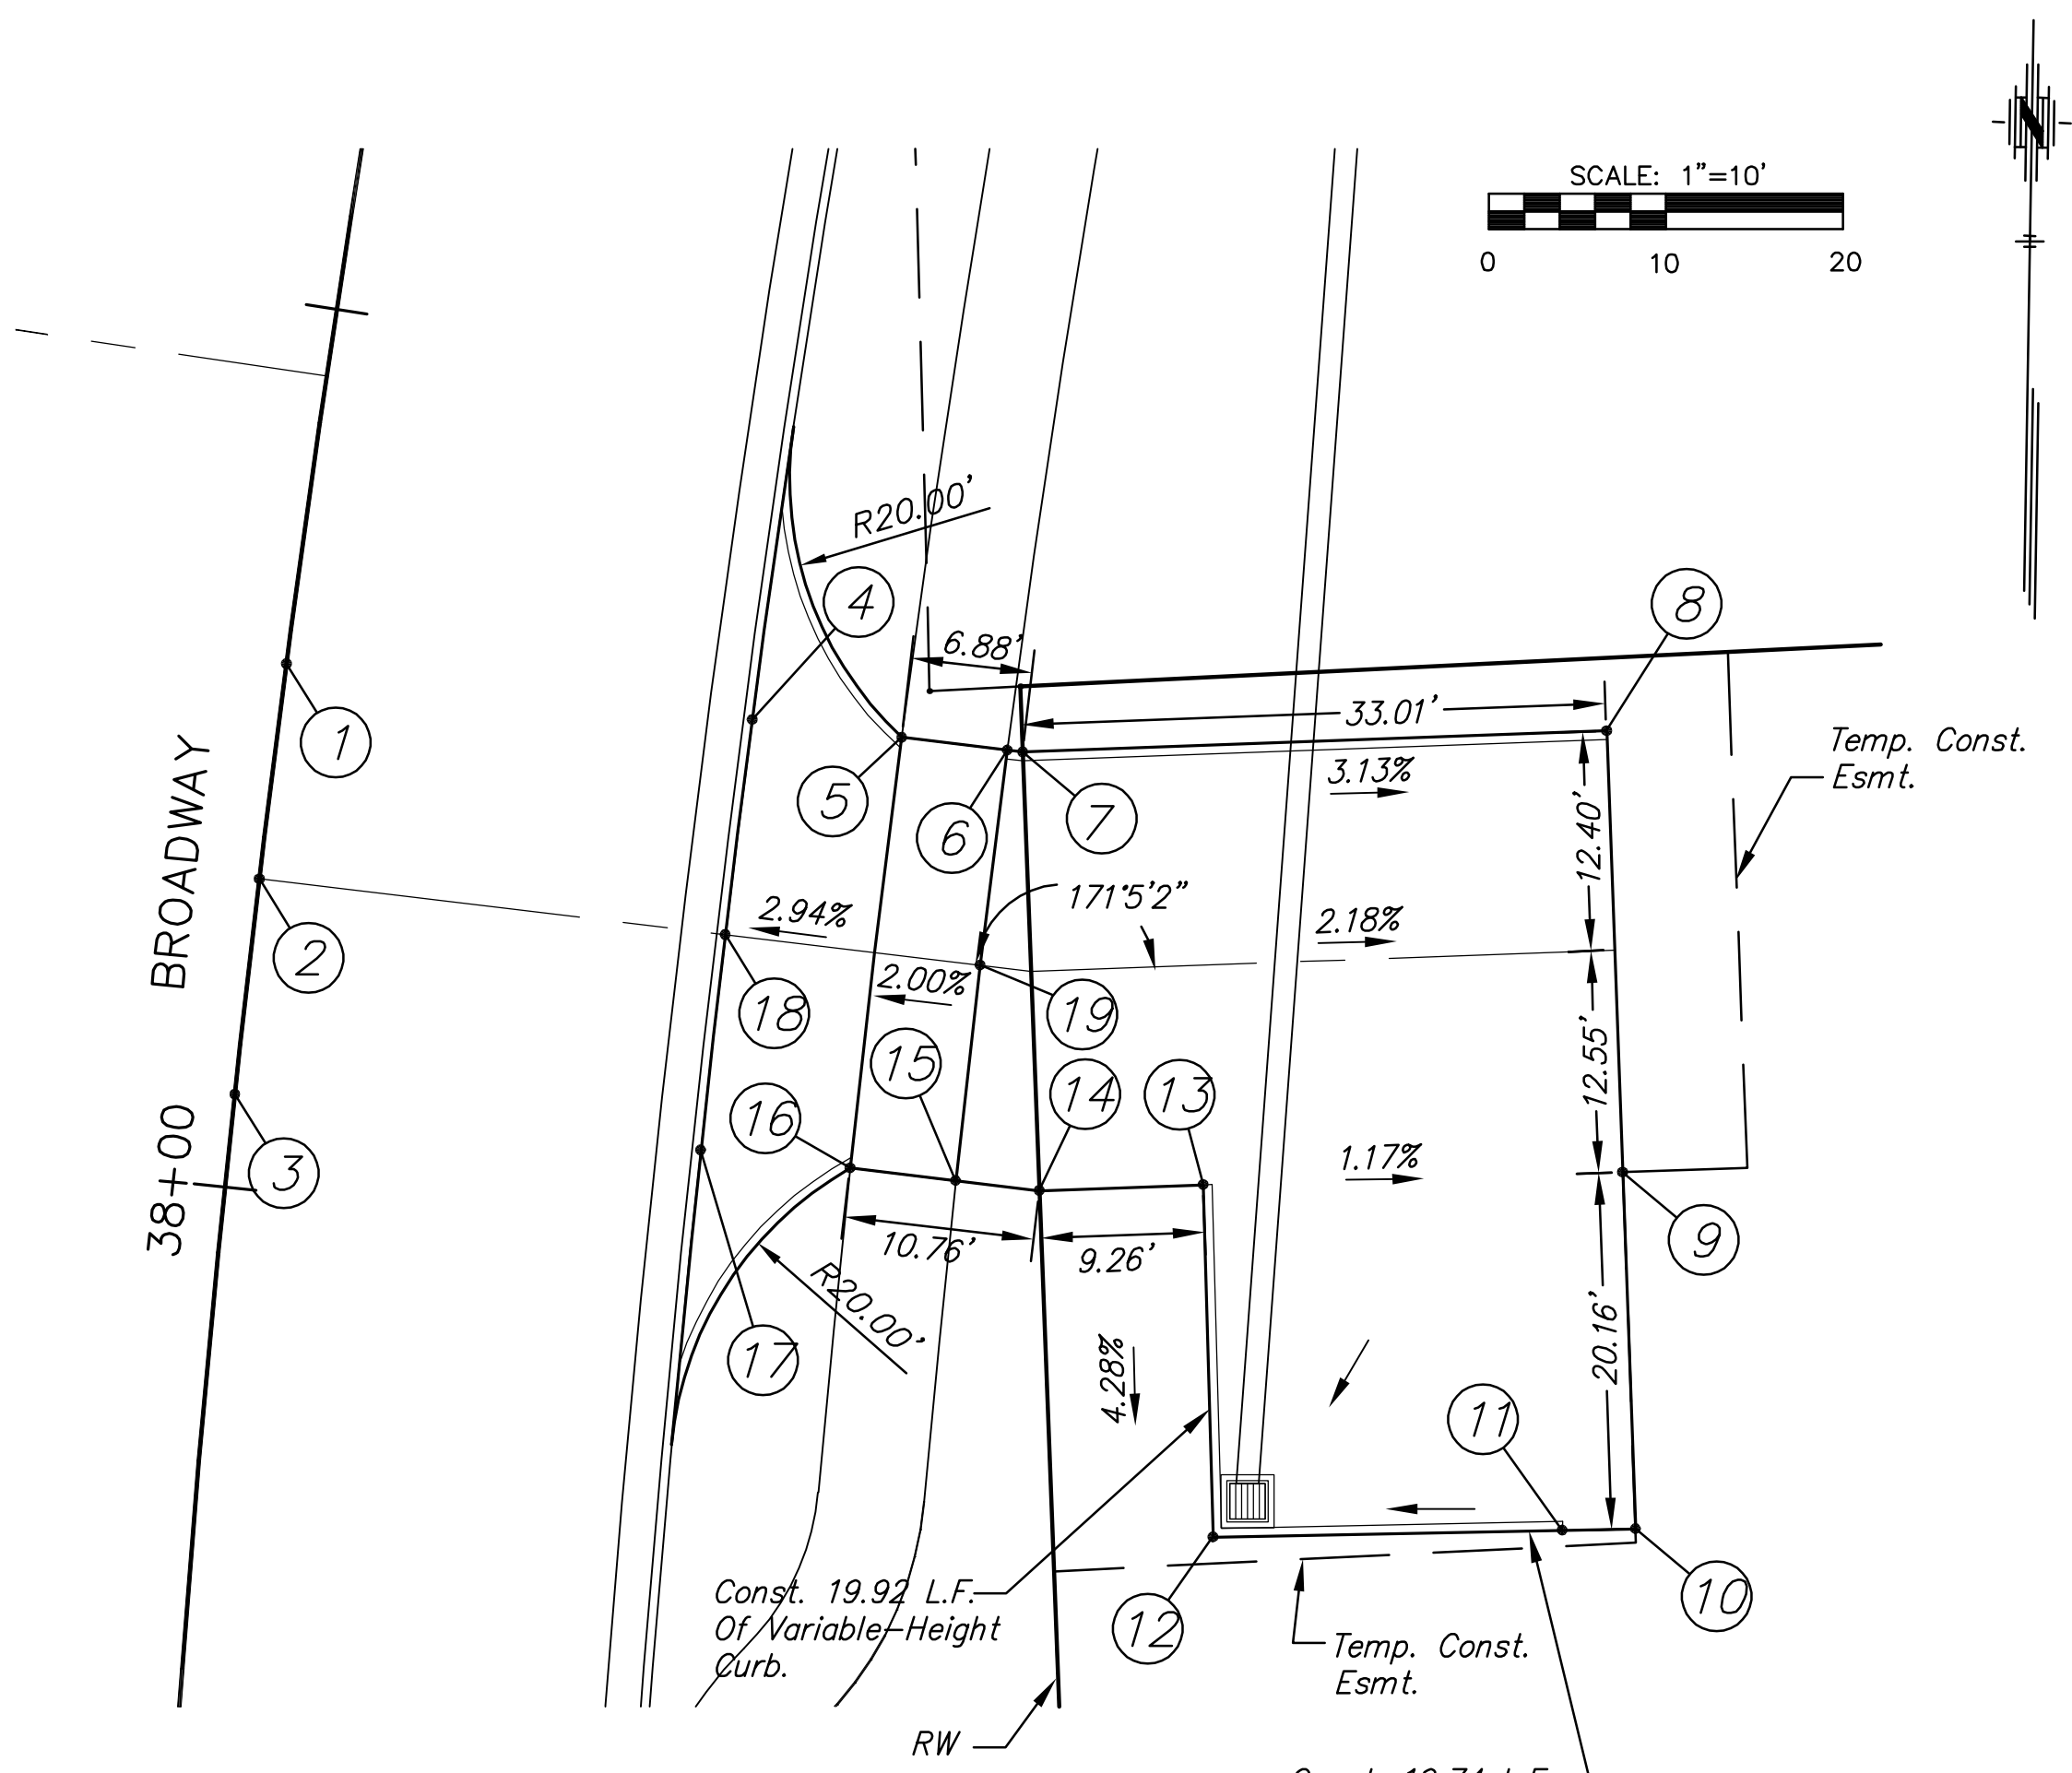 N
SCALE: 1"=10'
0 10 20
R20.00'
4
8
6.88'
33.01'
1
Temp. Const.
Esmt.
5
6
7
3.13%
12.40'
BROADWAY
2
2.94%
171°5'2"
2.18%
2.00%
18
19
15
12.55'
38+00
3
16
14
13
1.17%
9
10.76'
9.26'
R20.00'
17
4.28%
20.16'
11
Const. 19.92 L.F.
Of Variable-Height
Curb.
12
10
Temp. Const.
Esmt.
RW